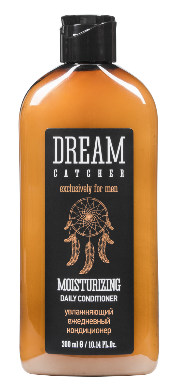 DREAM
CATCHER
exclusively for men
MOISTURIZING
DAILY CONDITIONER
увлажняющий
ежедневный
кондиционер
300 ml ℮ / 10.14 FL.Oz.